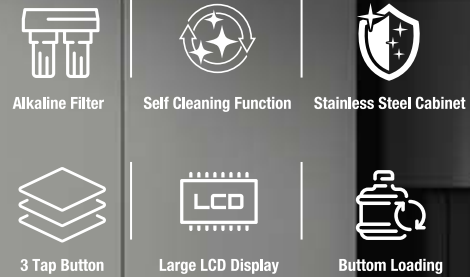 Alkaline Filter
Self Cleaning Function
Stainless Steel Cabinet
LCD
3 Tap Button
Large LCD Display
Buttom Loading